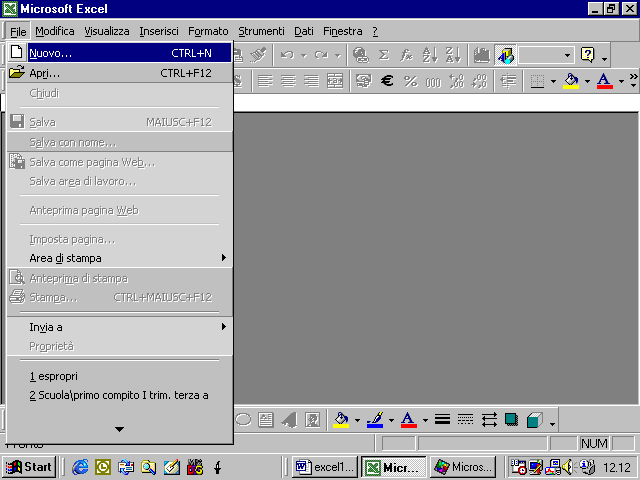 Microsoft Excel
File Modifica Visualizza Inserisci Formato Strumenti Dati Finestra ?
Nuovo... CTRL+N
Apri... CTRL+F12
Chiudi
Salva MAIUSC+F12
Salva con nome...
Salva come pagina Web...
Salva area di lavoro...
Anteprima pagina Web
Imposta pagina...
Area di stampa
Anteprima di stampa
Stampa... CTRL+MAIUSC+F12
Invia a
Proprietà
1 espropri
2 Scuola\primo compito I trim. terza a
NUM
Start excel1... Micr... Micros... 12.12